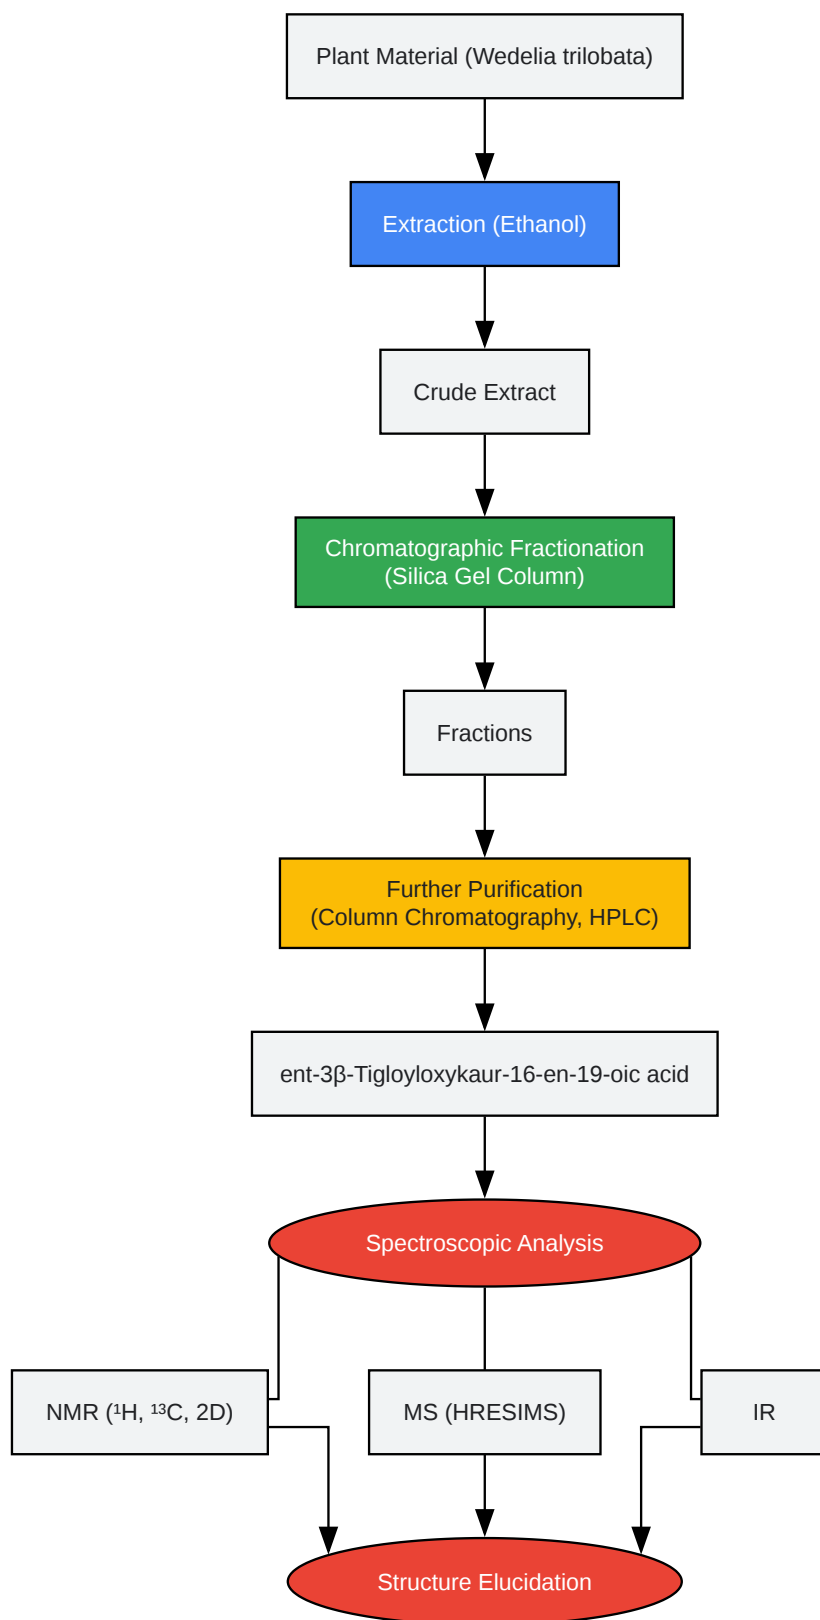 Plant Material (Wedelia trilobata)
Extraction (Ethanol)
Crude Extract
Chromatographic Fractionation
(Silica Gel Column)
Fractions
Further Purification
(Column Chromatography, HPLC)
ent-3β-Tigloyloxykaur-16-en-19-oic acid
Spectroscopic Analysis
NMR (¹H, ¹³C, 2D)
MS (HRESIMS)
IR
Structure Elucidation